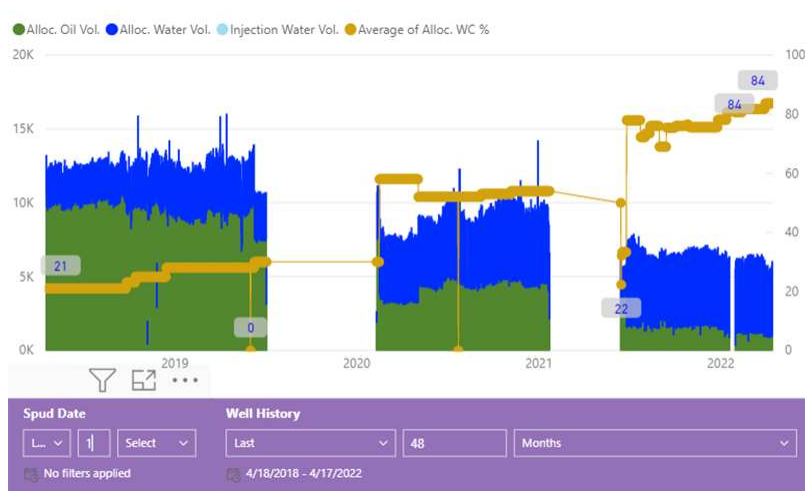 Alloc. Oil Vol. Alloc. Water Vol. Injection Water Vol. Average of Alloc. WC %
20K 100
84
84
15K 80
10K 60
40
5K 21 20
22
0
0K 0
2019 2020 2021 2022
Spud Date Well History
L... 1 Select Last 48 Months
No filters applied 4/18/2018 - 4/17/2022